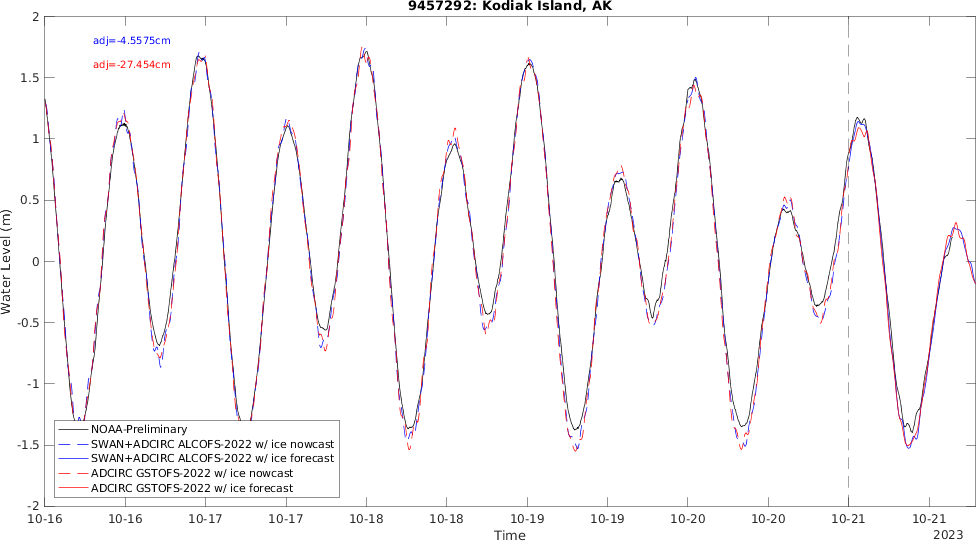 9457292: Kodiak Island, AK
adj=-4.5575cm
adj=-27.454cm
Water Level (m)
2
1.5
1
0.5
0
-0.5
-1
-1.5
-2
NOAA-Preliminary
SWAN+ADCIRC ALCOFS-2022 w/ ice nowcast
SWAN+ADCIRC ALCOFS-2022 w/ ice forecast
ADCIRC GSTOFS-2022 w/ ice nowcast
ADCIRC GSTOFS-2022 w/ ice forecast
10-16 10-16 10-17 10-17 10-18 10-18 10-19 10-19 10-20 10-20 10-21 10-21
Time
2023